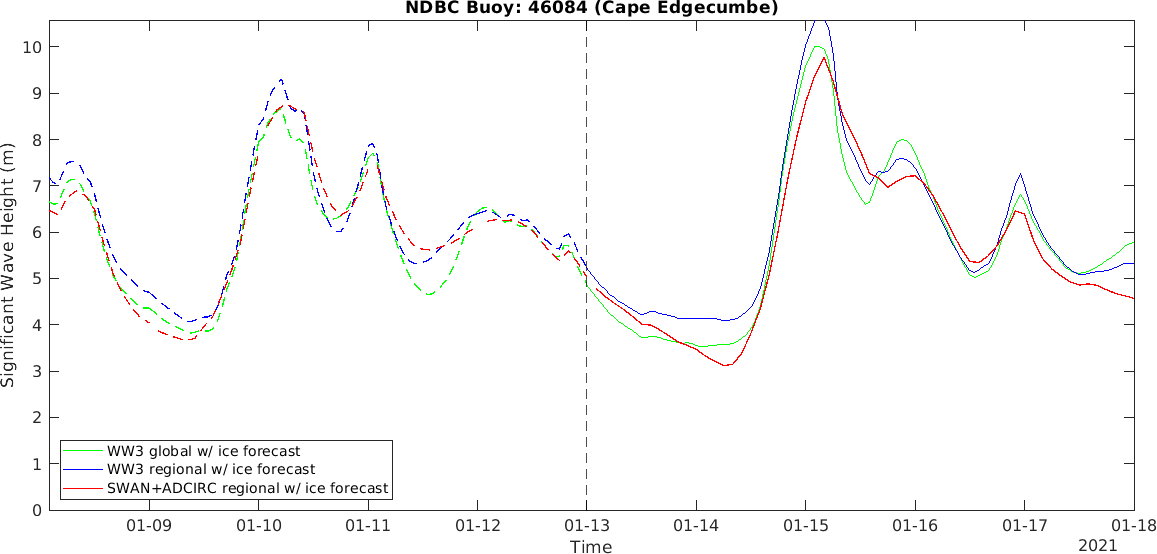 NDBC Buoy: 46084 (Cape Edgecumbe)
Significant Wave Height (m)
10
9
8
7
6
5
4
3
2
1
0
WW3 global w/ ice forecast
WW3 regional w/ ice forecast
SWAN+ADCIRC regional w/ ice forecast
01-09 01-10 01-11 01-12 01-13 01-14 01-15 01-16 01-17 01-18
Time
2021